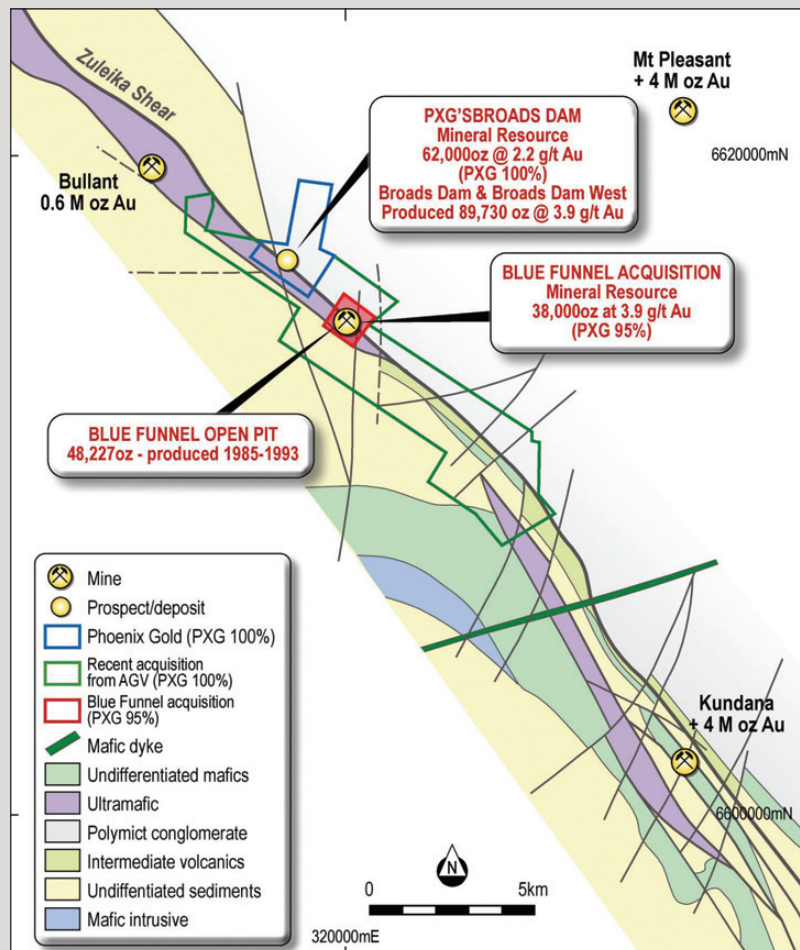 Zuleika Shear
Mt Pleasant
+ 4 M oz Au
6620000mN
Bullant
0.6 M oz Au
PXG'SBROADS DAM
Mineral Resource
62,000oz @ 2.2 g/t Au
(PXG 100%)
Broads Dam & Broads Dam West
Produced 89,730 oz @ 3.9 g/t Au
BLUE FUNNEL ACQUISITION
Mineral Resource
38,000oz at 3.9 g/t Au
(PXG 95%)
BLUE FUNNEL OPEN PIT
48,227oz - produced 1985-1993
Mine
Prospect/deposit
Phoenix Gold (PXG 100%)
Recent acquisition
from AGV (PXG 100%)
Blue Funnel acquisition
(PXG 95%)
Mafic dyke
Undifferentiated mafics
Ultramafic
Polymict conglomerate
Intermediate volcanics
Undiffentiated sediments
Mafic intrusive
Kundana
+ 4 M oz Au
6600000mN
N
0 5km
320000mE